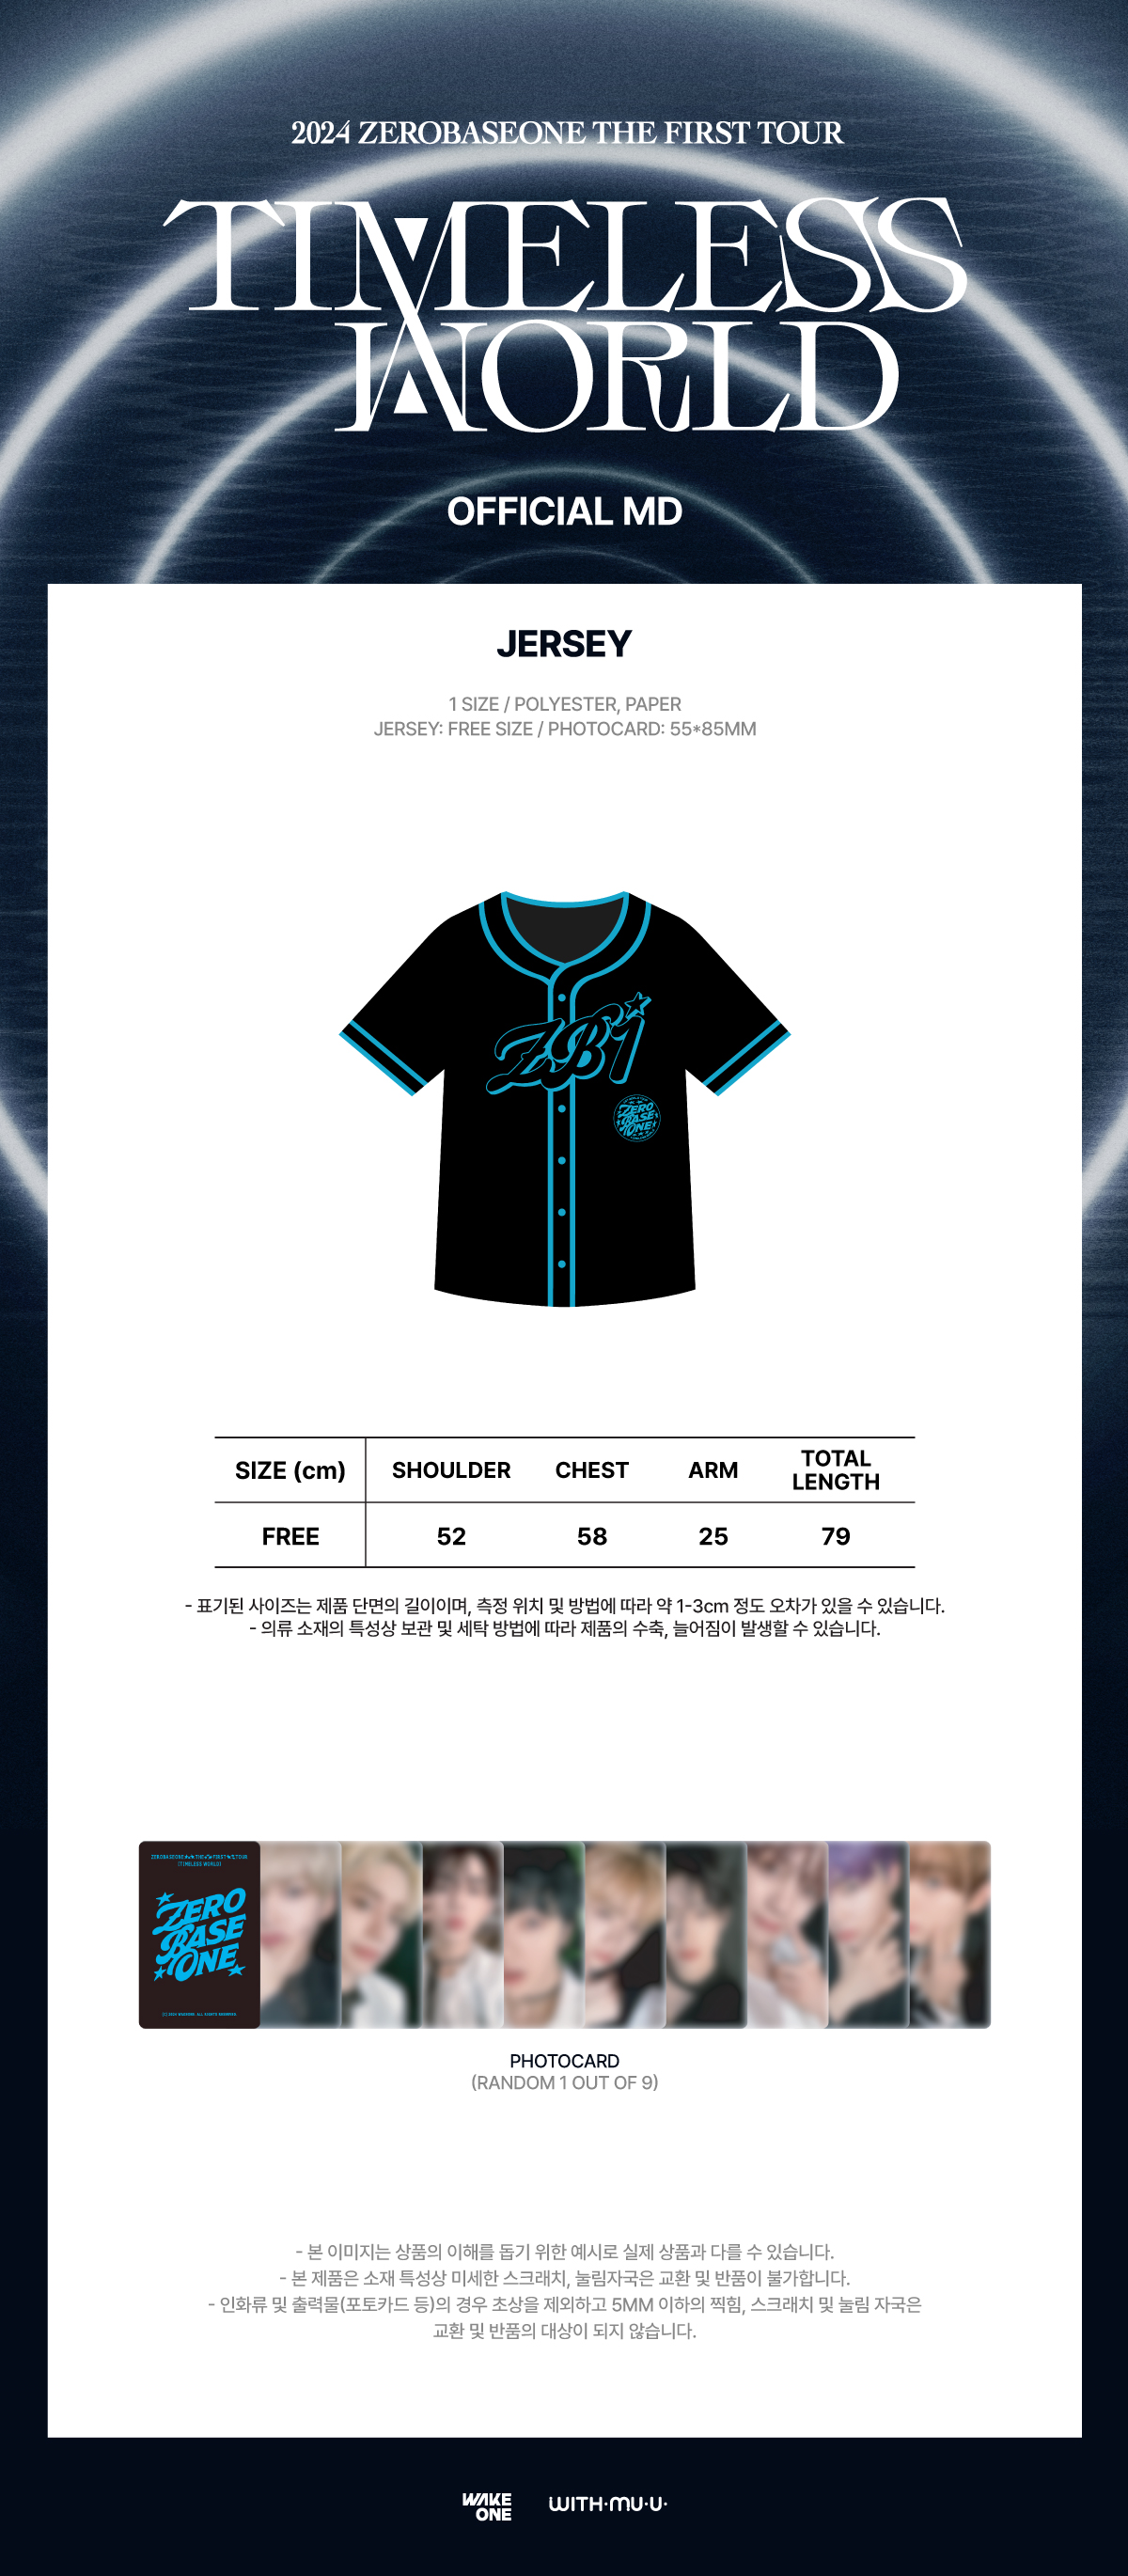 2024 ZEROBASEONE THE FIRST TOUR
TIMELESS
WORLD
OFFICIAL MD
JERSEY
1 SIZE / POLYESTER, PAPER
JERSEY: FREE SIZE / PHOTOCARD: 55*85MM
ZB1
ZERO
BASE
ONE
SIZE (cm) SHOULDER CHEST ARM TOTAL LENGTH
FREE 52 58 25 79
- 표기된 사이즈는 제품 단면의 길이이며, 측정 위치 및 방법에 따라 약 1-3cm 정도 오차가 있을 수 있습니다.
- 의류 소재의 특성상 보관 및 세탁 방법에 따라 제품의 수축, 늘어짐이 발생할 수 있습니다.
(TIMELESS WORLD)
ZERO
BASE
ONE
PHOTOCARD
(RANDOM 1 OUT OF 9)
- 본 이미지는 상품의 이해를 돕기 위한 예시로 실제 상품과 다를 수 있습니다.
- 본 제품은 소재 특성상 미세한 스크래치, 눌림자국은 교환 및 반품이 불가합니다.
- 인화류 및 출력물(포토카드 등)의 경우 초상을 제외하고 5MM 이하의 찍힘, 스크래치 및 눌림 자국은
교환 및 반품의 대상이 되지 않습니다.
WAKE
ONE
WITH·MU·U·